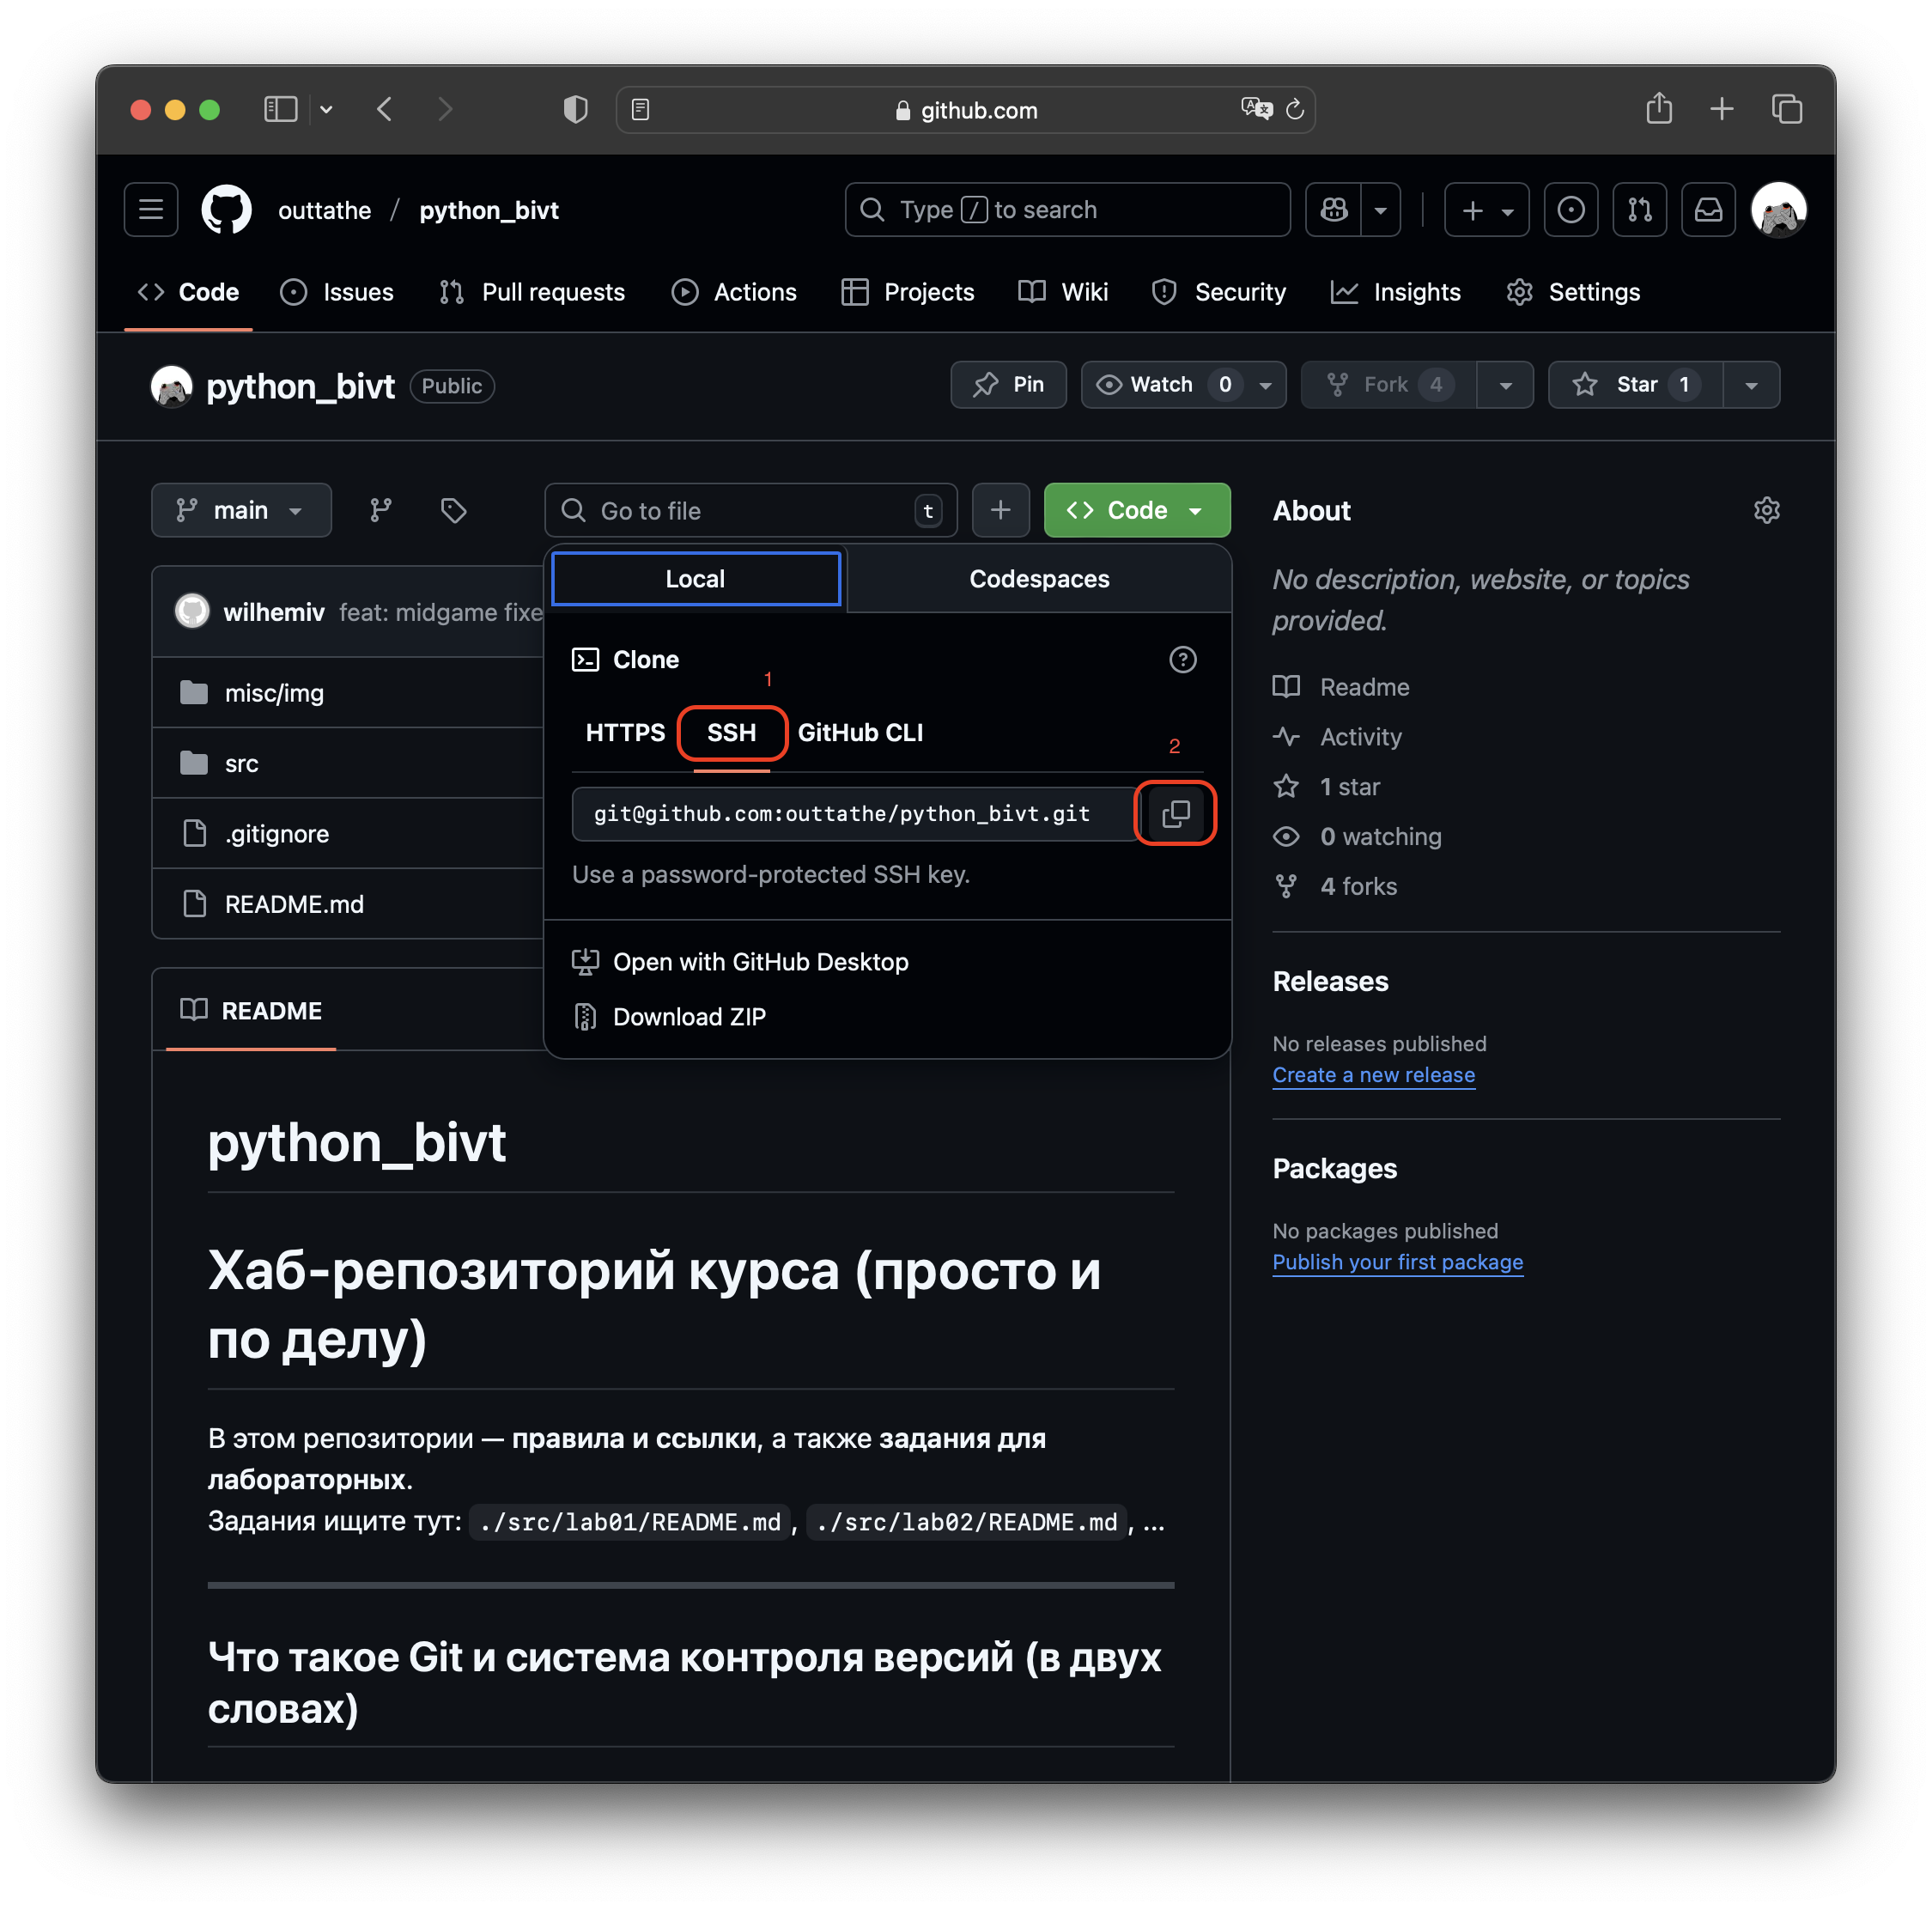 github.com
outtathe / python_bivt
Type / to search
Code
Issues
Pull requests
Actions
Projects
Wiki
Security
Insights
Settings
python_bivt
Public
Pin
Watch 0
Fork 4
Star 1
main
Go to file
t
Code
wilhemiv feat: midgame fixe
misc/img
src
.gitignore
README.md
Local
Codespaces
Clone
1
HTTPS
SSH
GitHub CLI
2
git@github.com:outtathe/python_bivt.git
Use a password-protected SSH key.
Open with GitHub Desktop
Download ZIP
README
python_bivt
Хаб-репозиторий курса (просто и
по делу)
В этом репозитории — правила и ссылки, а также задания для
лабораторных.
Задания ищите тут: ./src/lab01/README.md, ./src/lab02/README.md, ...
Что такое Git и система контроля версий (в двух
словах)
About
No description, website, or topics
provided.
Readme
Activity
1 star
0 watching
4 forks
Releases
No releases published
Create a new release
Packages
No packages published
Publish your first package